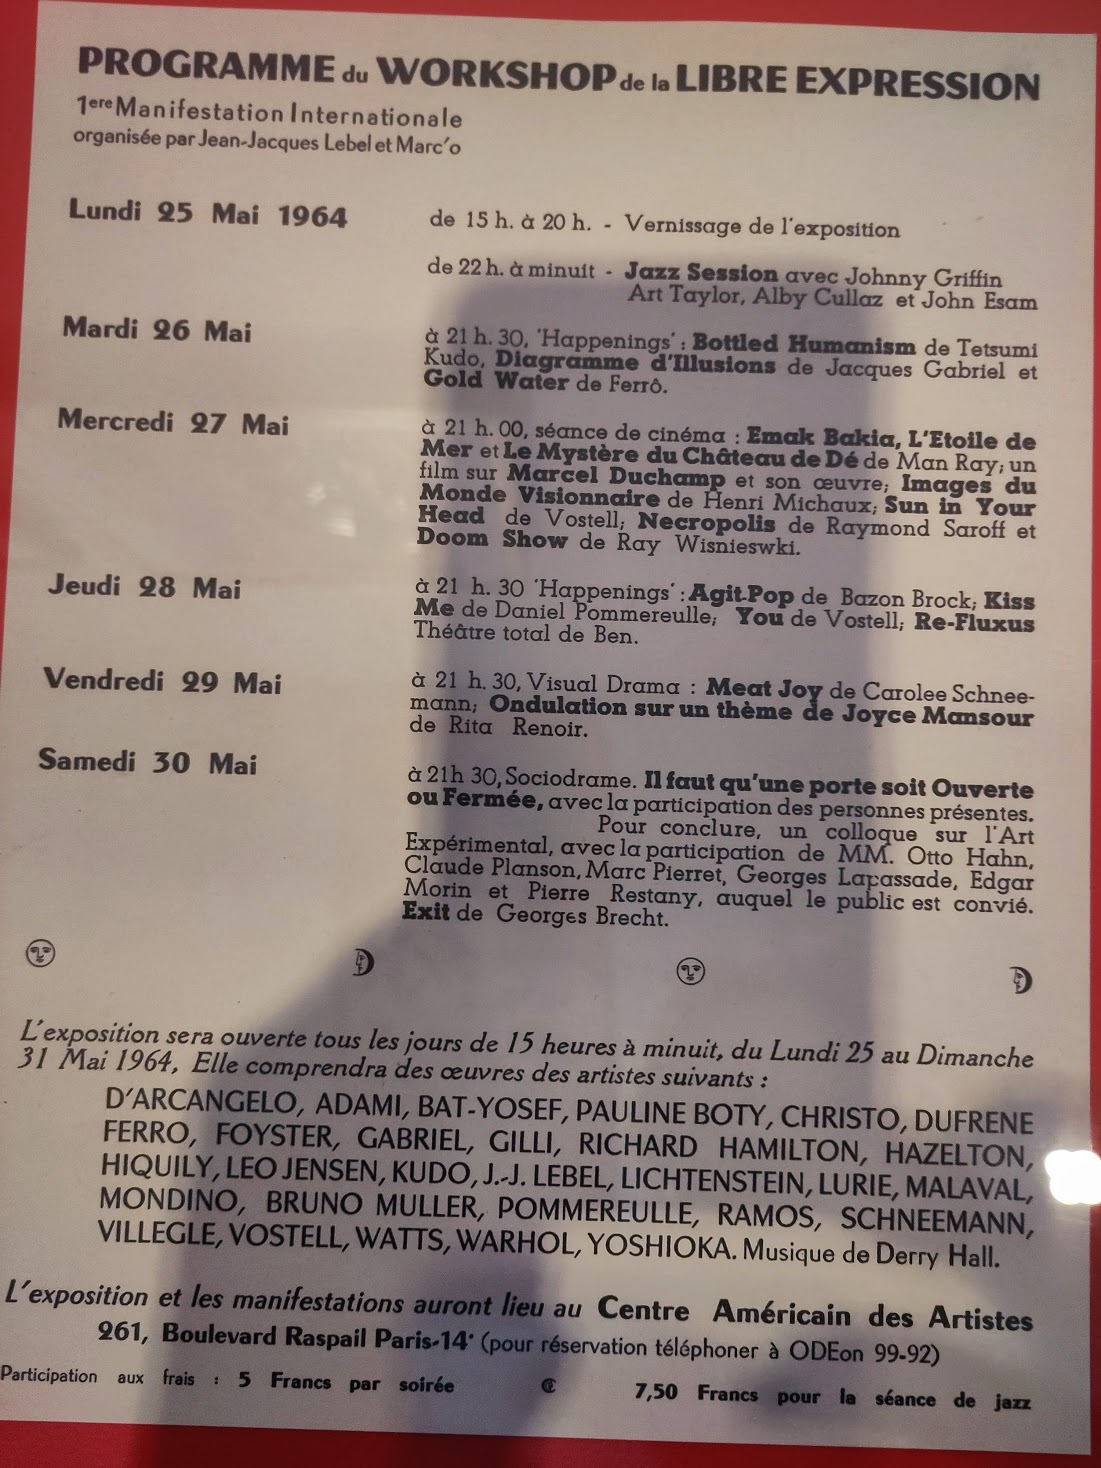 PROGRAMME du WORKSHOP de la LIBRE EXPRESSION
1ere Manifestation Internationale
organisée par Jean-Jacques Lebel et Marc'o
Lundi 25 Mai 1964
de 15 h. à 20 h. - Vernissage de l'exposition
de 22 h. à minuit - Jazz Session avec Johnny Griffin
Art Taylor, Alby Cullaz et John Esam
Mardi 26 Mai
à 21 h. 30, 'Happenings' : Bottled Humanism de Tetsumi
Kudo, Diagramme d'Illusions de Jacques Gabriel et
Gold Water de Ferrô.
Mercredi 27 Mai
à 21 h. 00, séance de cinéma : Emak Bakia, L'Etoile de
Mer et Le Mystère du Château de Dé de Man Ray; un
film sur Marcel Duchamp et son œuvre; Images du
Monde Visionnaire de Henri Michaux; Sun in Your
Head de Vostell; Necropolis de Raymond Saroff et
Doom Show de Ray Wisnieswki.
Jeudi 28 Mai
à 21 h. 30 'Happenings' : Agit-Pop de Bazon Brock; Kiss
Me de Daniel Pommereulle; You de Vostell; Re-Fluxus
Théâtre total de Ben.
Vendredi 29 Mai
à 21 h. 30, Visual Drama : Meat Joy de Carolee Schnee-
mann; Ondulation sur un thème de Joyce Mansour
de Rita Renoir.
Samedi 30 Mai
à 21h 30, Sociodrame. Il faut qu'une porte soit Ouverte
ou Fermée, avec la participation des personnes présentes.
Pour conclure, un colloque sur l'Art
Expérimental, avec la participation de MM. Otto Hahn,
Claude Planson, Marc Pierret, Georges Lapassade, Edgar
Morin et Pierre Restany, auquel le public est convié.
Exit de Georges Brecht.
L'exposition sera ouverte tous les jours de 15 heures à minuit, du Lundi 25 au Dimanche
31 Mai 1964, Elle comprendra des œuvres des artistes suivants :
D'ARCANGELO, ADAMI, BAT-YOSEF, PAULINE BOTY, CHRISTO, DUFRENE
FERRO, FOYSTER, GABRIEL, GILLI, RICHARD HAMILTON, HAZELTON,
HIQUILY, LEO JENSEN, KUDO, J.-J. LEBEL, LICHTENSTEIN, LURIE, MALAVAL,
MONDINO, BRUNO MULLER, POMMEREULLE, RAMOS, SCHNEEMANN,
VILLEGLE, VOSTELL, WATTS, WARHOL, YOSHIOKA. Musique de Derry Hall.
L'exposition et les manifestations auront lieu au Centre Américain des Artistes
261, Boulevard Raspail Paris-14e (pour réservation téléphoner à ODEon 99-92)
Participation aux frais : 5 Francs par soirée 7,50 Francs pour la séance de jazz